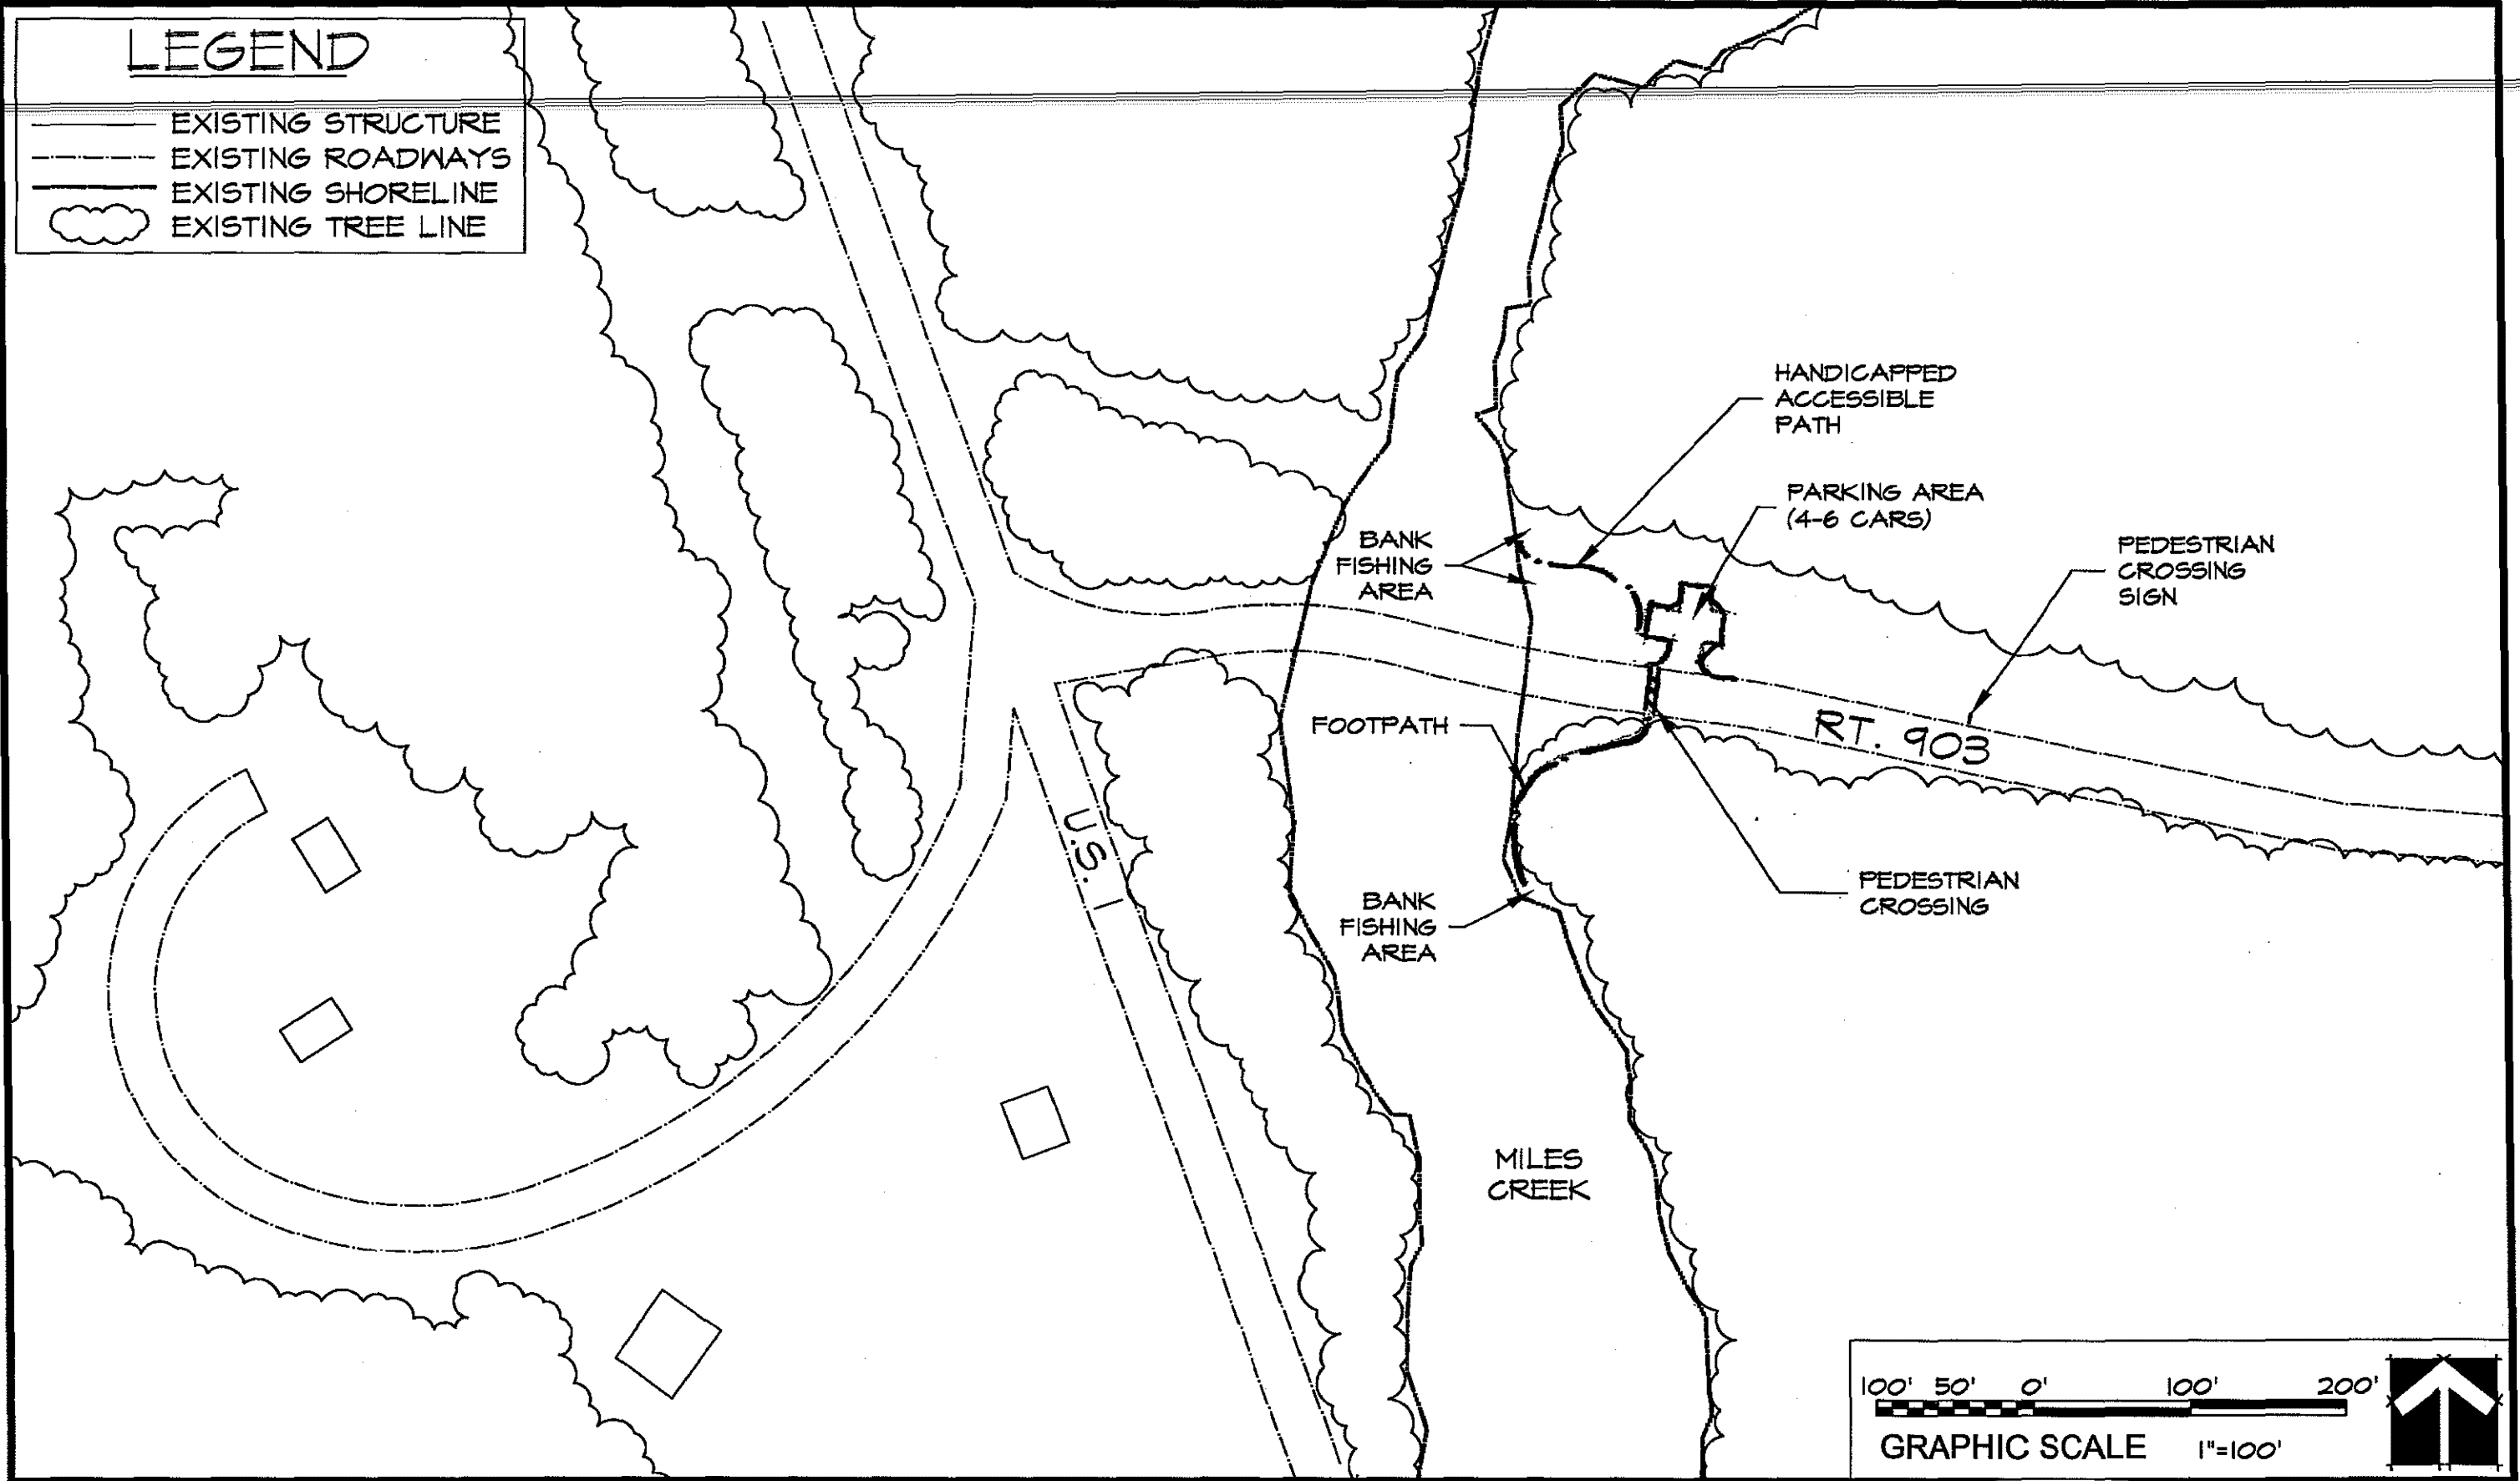 LEGEND
EXISTING STRUCTURE
EXISTING ROADWAYS
EXISTING SHORELINE
EXISTING TREE LINE
HANDICAPPED
ACCESSIBLE
PATH
PARKING AREA
(4-6 CARS)
BANK
FISHING
AREA
PEDESTRIAN
CROSSING
SIGN
FOOTPATH
RT. 903
U.S. 1
PEDESTRIAN
CROSSING
BANK
FISHING
AREA
MILES
CREEK
100' 50' 0' 100' 200'
GRAPHIC SCALE 1"=100'